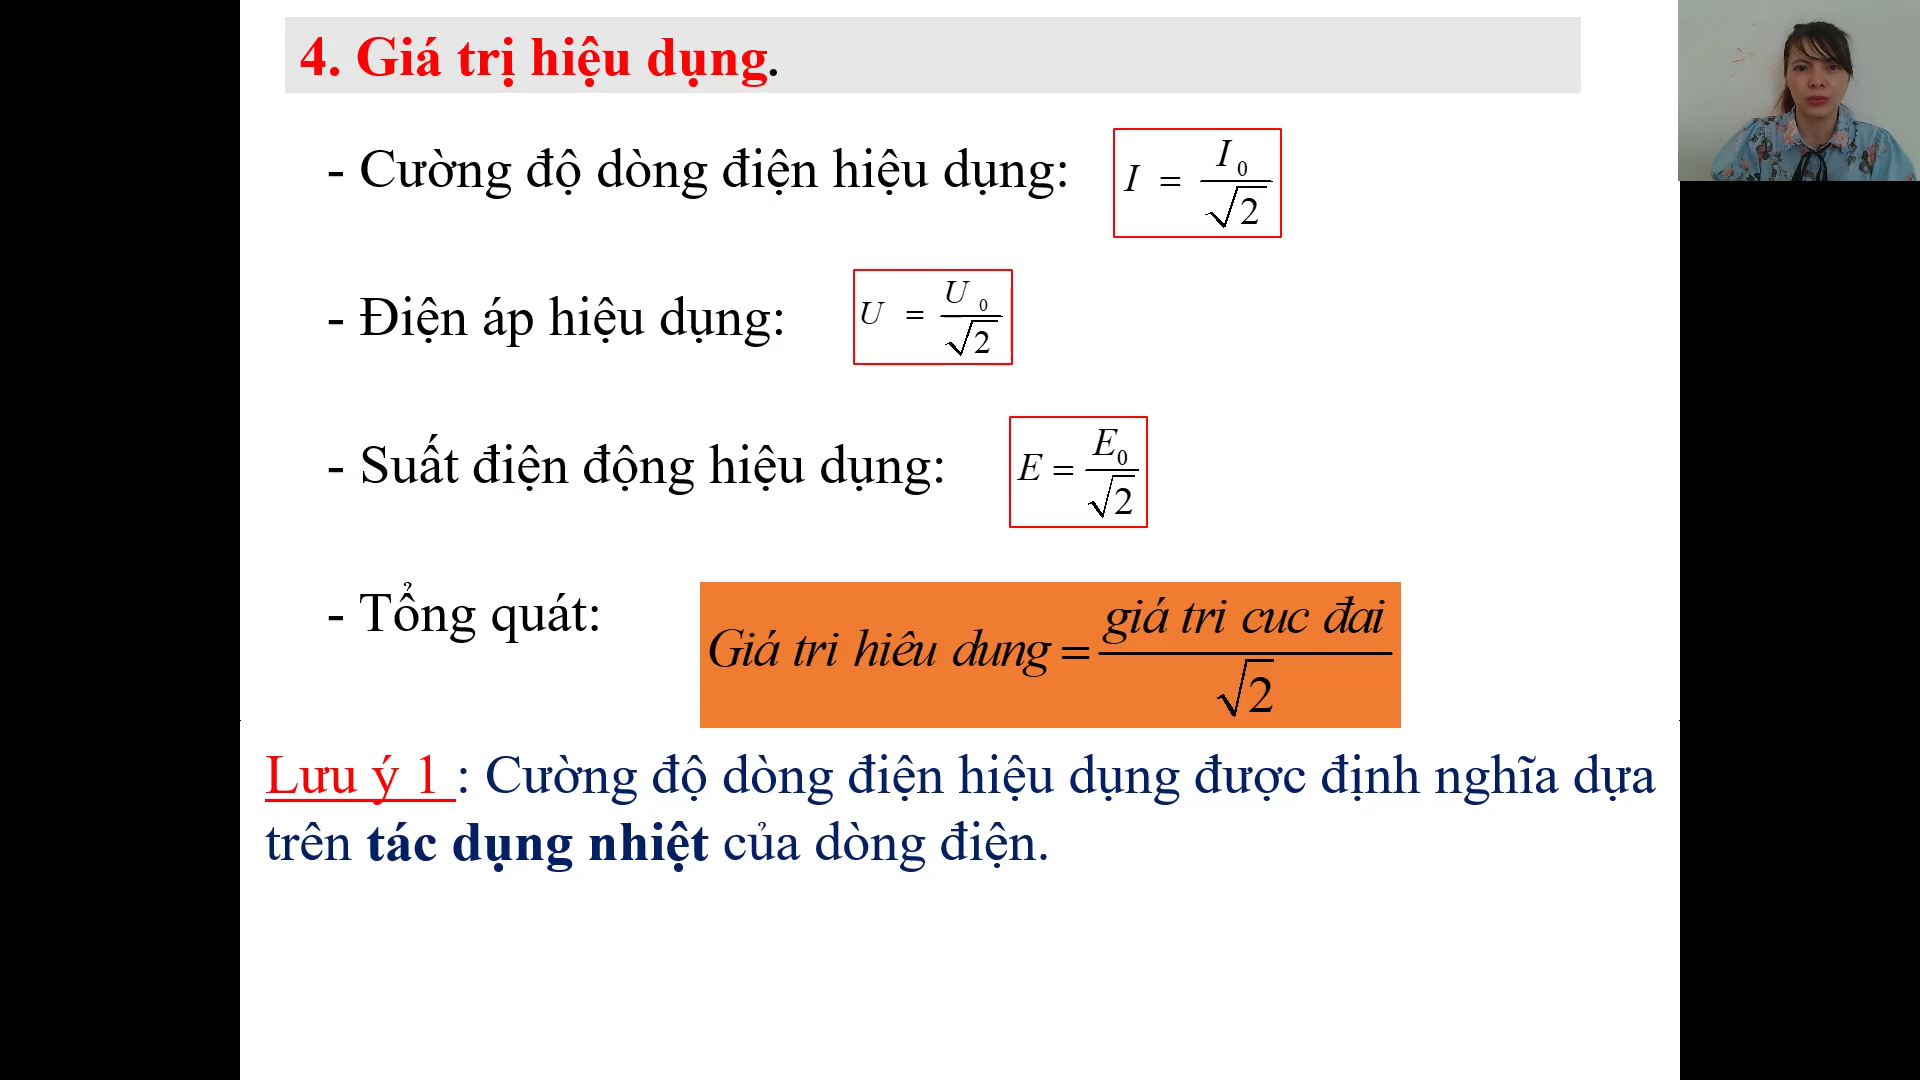 4. Giá trị hiệu dụng.
- Cường độ dòng điện hiệu dụng: I = I₀/√2
- Điện áp hiệu dụng: U = U₀/√2
- Suất điện động hiệu dụng: E = E₀/√2
- Tổng quát: Giá tri hiêu dung = giá tri cuc đai/√2
Lưu ý 1 : Cường độ dòng điện hiệu dụng được định nghĩa dựa
trên tác dụng nhiệt của dòng điện.